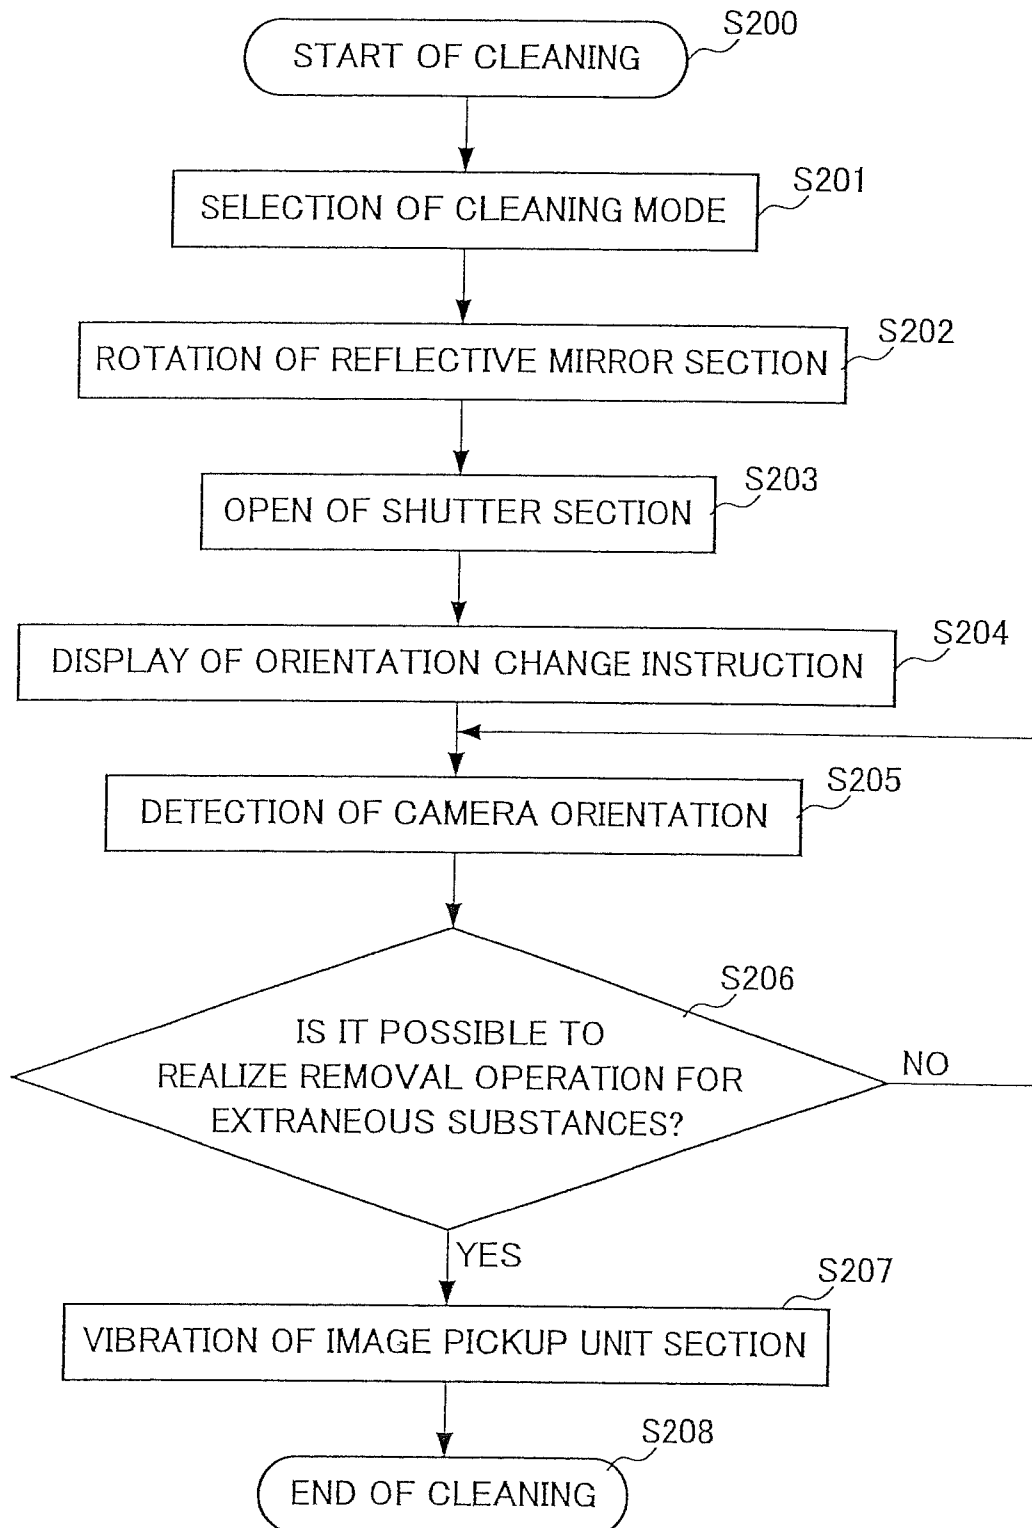 S200
START OF CLEANING
S201
SELECTION OF CLEANING MODE
S202
ROTATION OF REFLECTIVE MIRROR SECTION
S203
OPEN OF SHUTTER SECTION
S204
DISPLAY OF ORIENTATION CHANGE INSTRUCTION
S205
DETECTION OF CAMERA ORIENTATION
S206
IS IT POSSIBLE TO
REALIZE REMOVAL OPERATION FOR
EXTRANEOUS SUBSTANCES?
NO
YES
S207
VIBRATION OF IMAGE PICKUP UNIT SECTION
S208
END OF CLEANING